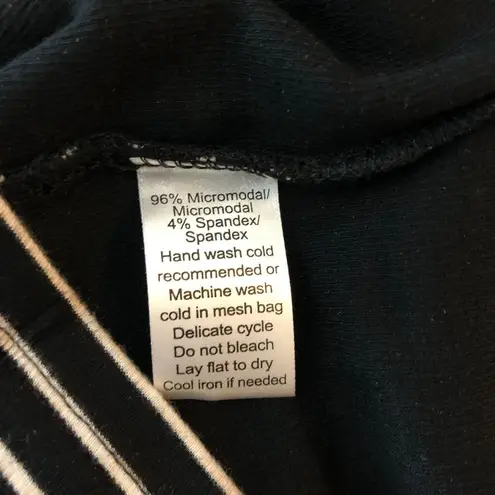 96% Micromodal/
Micromodal
4% Spandex/
Spandex
Hand wash cold
recommended or
Machine wash
cold in mesh bag
Delicate cycle
Do not bleach
Lay flat to dry
Cool iron if needed